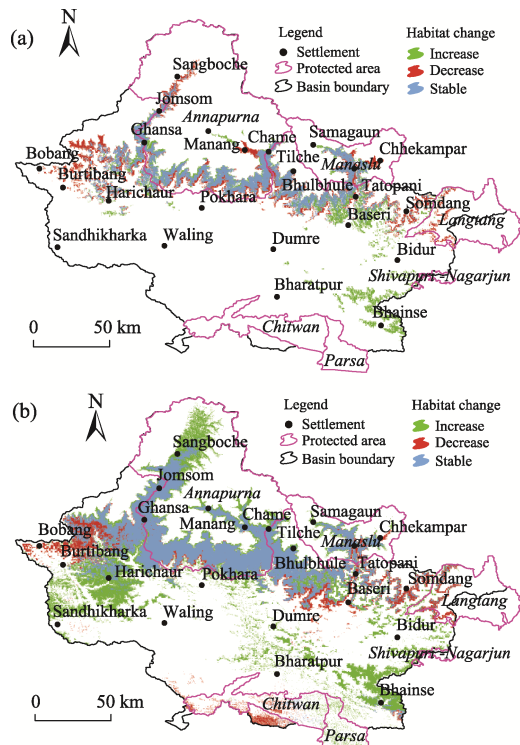 (a)
N
Legend
Habitat change
Settlement
Increase
Protected area
Decrease
Basin boundary
Stable
Sangboche
Jomsom
Annapurna
Ghansa
Manang
Chame
Samagaun
Chhekampar
Tilche
Manaslu
Bobang
Burtibang
Harichaur
Pokhara
Bhulbhule
Tatopani
Somdang
Langtang
Baseri
Sandhikharka
Waling
Dumre
Bidur
Shivapuri -Nagarjun
Bharatpur
Bhainse
Chitwan
Parsa
0 50 km
(b)
N
Legend
Habitat change
Settlement
Increase
Protected area
Decrease
Basin boundary
Stable
Sangboche
Jomsom
Annapurna
Ghansa
Manang
Chame
Samagaun
Chhekampar
Tilche
Manaslu
Bobang
Burtibang
Harichaur
Pokhara
Bhulbhule
Tatopani
Somdang
Langtang
Baseri
Sandhikharka
Waling
Dumre
Bidur
Shivapuri -Nagarjun
Bharatpur
Bhainse
Chitwan
Parsa
0 50 km